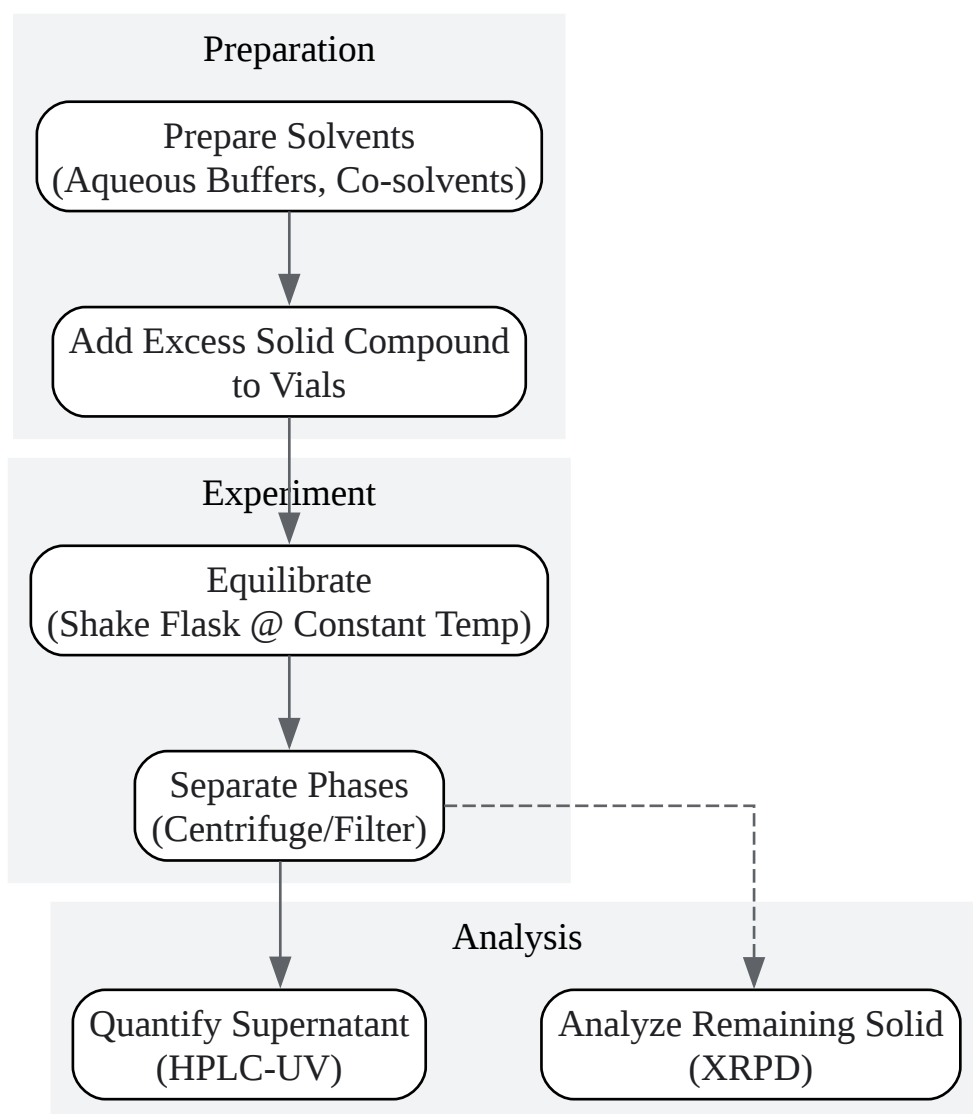 Preparation
Prepare Solvents
(Aqueous Buffers, Co-solvents)
Add Excess Solid Compound
to Vials
Experiment
Equilibrate
(Shake Flask @ Constant Temp)
Separate Phases
(Centrifuge/Filter)
Analysis
Quantify Supernatant
(HPLC-UV)
Analyze Remaining Solid
(XRPD)